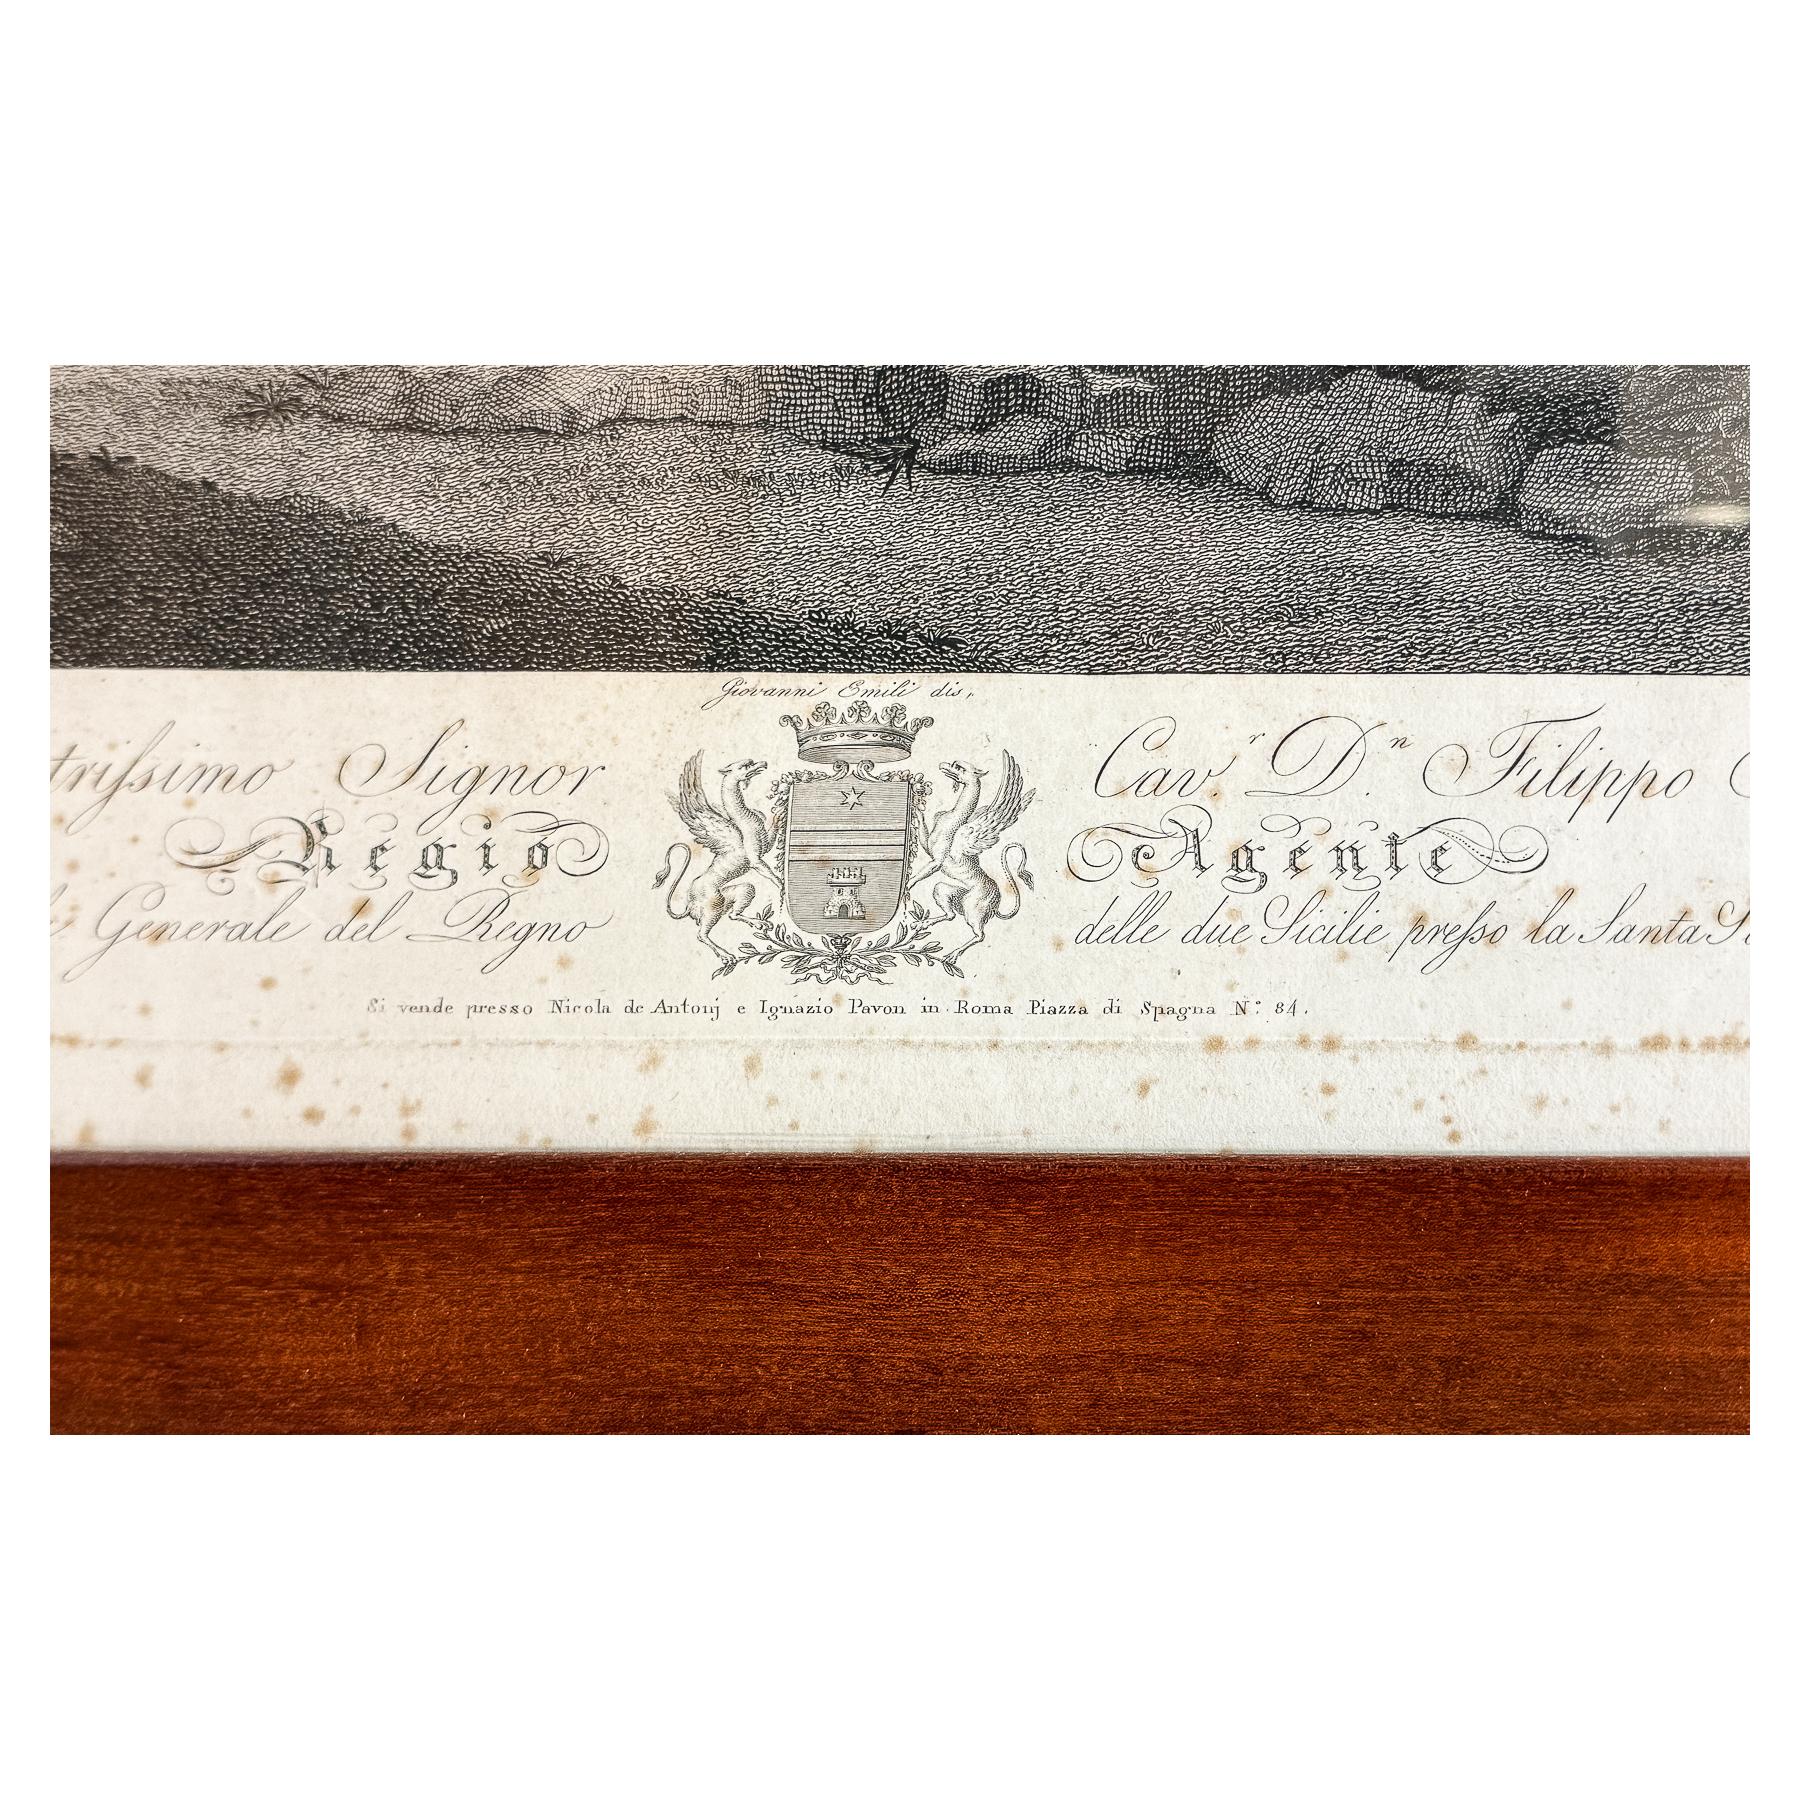 Giovanni Emili dis,
trissimo Signor Cav.r D.n Filippo
Regio Agente
Generale del Regno delle due Sicilie presso la Santa S
Si vende presso Nicola de Antonj e Ignazio Pavon in Roma Piazza di Spagna N.o 84.